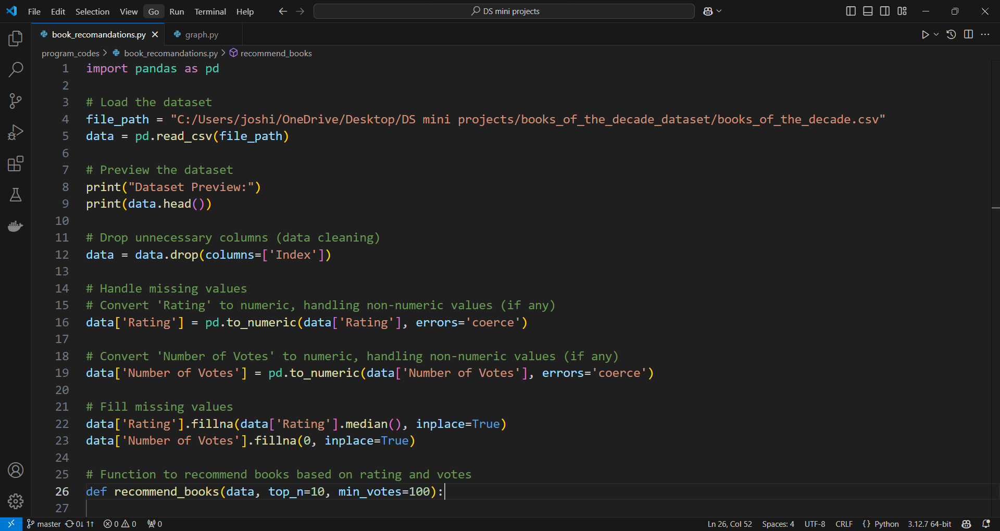 File Edit Selection View Go Run Terminal Help DS mini projects
book_recomandations.py graph.py
program_codes > book_recomandations.py > recommend_books
1 import pandas as pd
2
3 # Load the dataset
4 file_path = "C:/Users/joshi/OneDrive/Desktop/DS mini projects/books_of_the_decade_dataset/books_of_the_decade.csv"
5 data = pd.read_csv(file_path)
6
7 # Preview the dataset
8 print("Dataset Preview:")
9 print(data.head())
10
11 # Drop unnecessary columns (data cleaning)
12 data = data.drop(columns=['Index'])
13
14 # Handle missing values
15 # Convert 'Rating' to numeric, handling non-numeric values (if any)
16 data['Rating'] = pd.to_numeric(data['Rating'], errors='coerce')
17
18 # Convert 'Number of Votes' to numeric, handling non-numeric values (if any)
19 data['Number of Votes'] = pd.to_numeric(data['Number of Votes'], errors='coerce')
20
21 # Fill missing values
22 data['Rating'].fillna(data['Rating'].median(), inplace=True)
23 data['Number of Votes'].fillna(0, inplace=True)
24
25 # Function to recommend books based on rating and votes
26 def recommend_books(data, top_n=10, min_votes=100):
27
master 0↓ 1↑ 0 0 0 Ln 26, Col 52 Spaces: 4 UTF-8 CRLF {} Python 3.12.7 64-bit